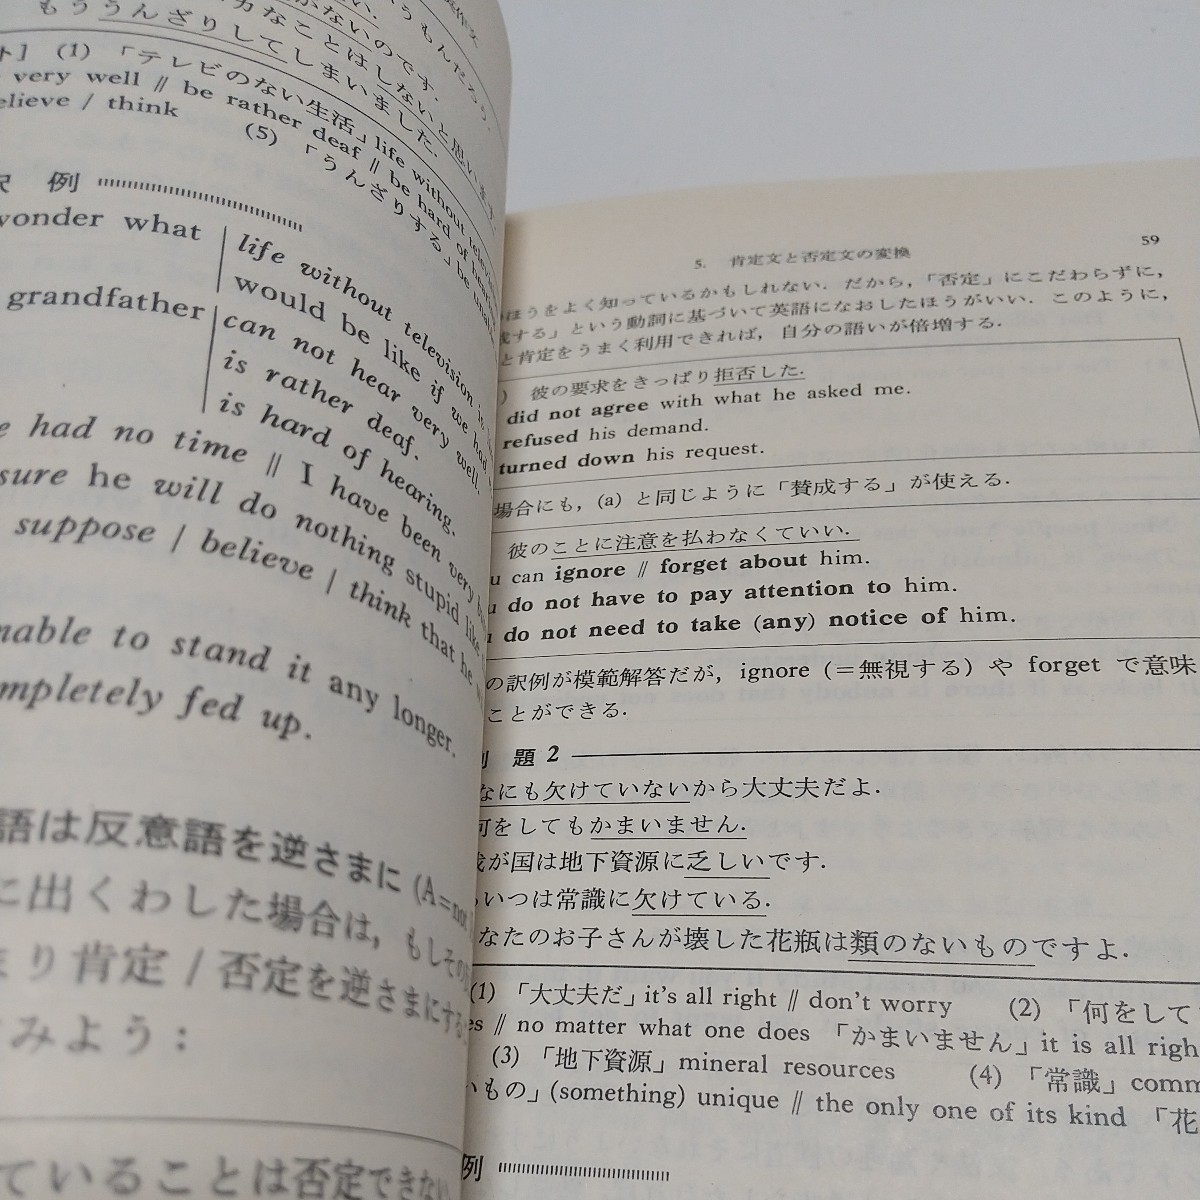 もううんざりしてしまいました.
ト] (1) 「テレビのない生活」life without
very well // be rather deaf // be hard of
believe / think (5) 「うんざりする」be
訳 例
wonder what
life without television is
would be like if we had
grandfather
can not hear very well.
is rather deaf.
is hard of hearing.
had no time // I have been very
sure he will do nothing stupid like
suppose / believe / think that he
unable to stand it any longer.
completely fed up.
語は反意語を逆さまに (A=not
に出くわした場合は, もしその
まり肯定 / 否定を逆さまにする
みよう:
ていることは否定できない
5. 肯定文と否定文の変換 59
ほうをよく知っているかもしれない. だから,「否定」にこだわらずに,
成する」という動詞に基づいて英語になおしたほうがいい. このように,
と肯定をうまく利用できれば, 自分の語いが倍増する.
) 彼の要求をきっぱり拒否した.
did not agree with what he asked me.
refused his demand.
turned down his request.
場合にも, (a) と同じように「賛成する」が使える.
彼のことに注意を払わなくていい.
can ignore // forget about him.
do not have to pay attention to him.
do not need to take (any) notice of him.
の訳例が模範解答だが, ignore (=無視する) や forget で意味
ことができる.
例 題 2
なにも欠けていないから大丈夫だよ.
何をしてもかまいません.
我が国は地下資源に乏しいです.
いつは常識に欠けている.
なたのお子さんが壊した花瓶は類のないものですよ.
(1) 「大丈夫だ」it's all right // don't worry (2) 「何をして
// no matter what one does 「かまいません」it is all righ
(3) 「地下資源」mineral resources (4) 「常識」comm
いもの」(something) unique // the only one of its kind 「花
例